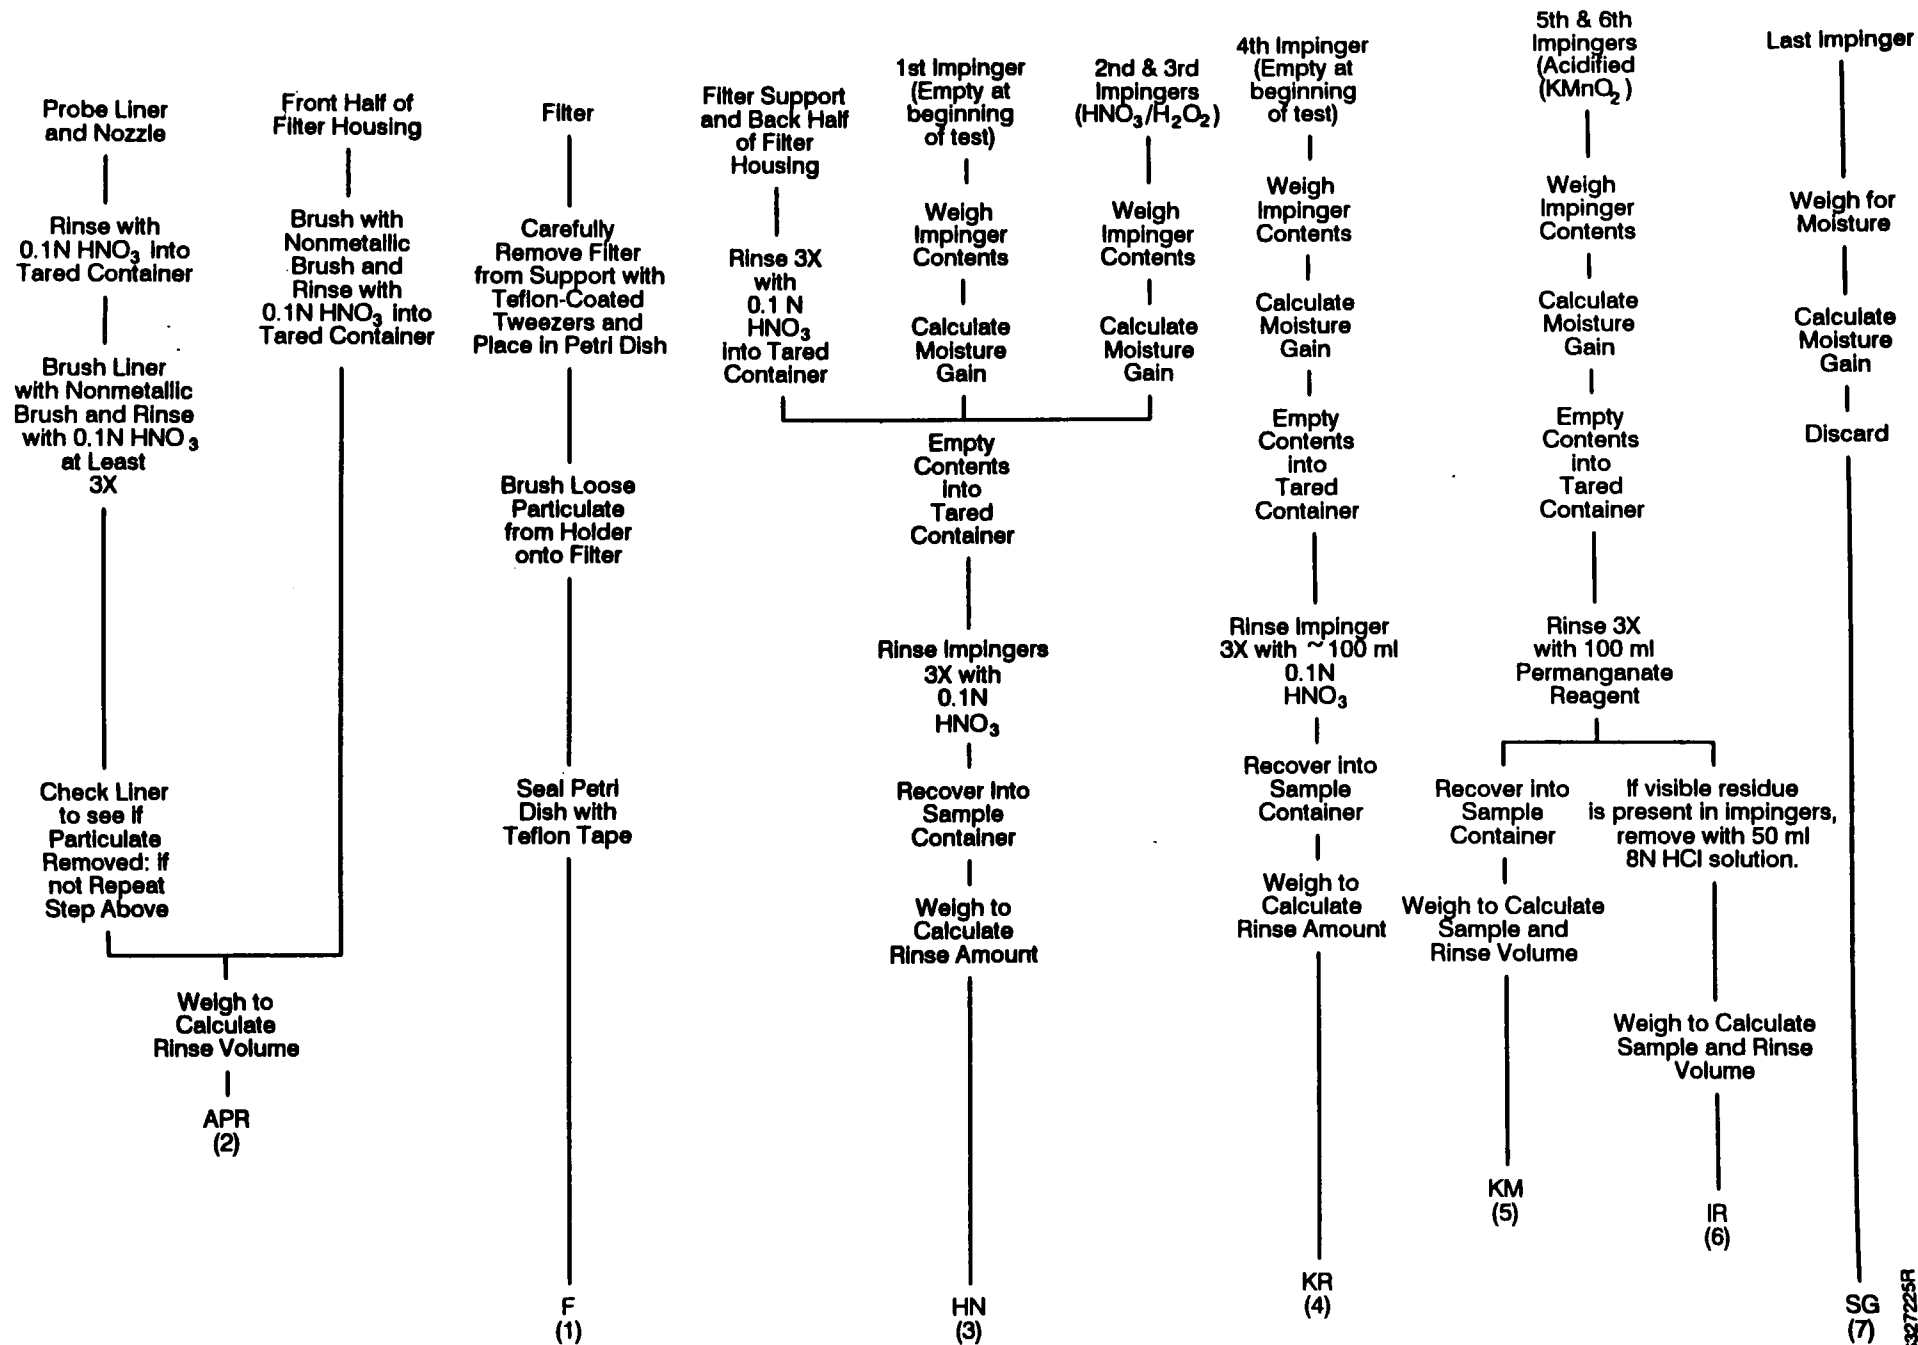 Probe Liner
and Nozzle
Rinse with
0.1N HNO3 into
Tared Container
Brush Liner
with Nonmetallic
Brush and Rinse
with 0.1N HNO3
at Least
3X
Check Liner
to see if
Particulate
Removed: if
not Repeat
Step Above
Front Half of
Filter Housing
Brush with
Nonmetallic
Brush and
Rinse with
0.1N HNO3 into
Tared Container
Weigh to
Calculate
Rinse Volume
APR
(2)
Filter
Carefully
Remove Filter
from Support with
Teflon-Coated
Tweezers and
Place in Petri Dish
Brush Loose
Particulate
from Holder
onto Filter
Seal Petri
Dish with
Teflon Tape
F
(1)
Filter Support
and Back Half
of Filter
Housing
Rinse 3X
with
0.1 N
HNO3
into Tared
Container
1st Impinger
(Empty at
beginning
of test)
Weigh
Impinger
Contents
Calculate
Moisture
Gain
2nd & 3rd
Impingers
(HNO3/H2O2)
Weigh
Impinger
Contents
Calculate
Moisture
Gain
Empty
Contents
into
Tared
Container
Rinse Impingers
3X with
0.1N
HNO3
Recover into
Sample
Container
Weigh to
Calculate
Rinse Amount
HN
(3)
4th Impinger
(Empty at
beginning
of test)
Weigh
Impinger
Contents
Calculate
Moisture
Gain
Empty
Contents
into
Tared
Container
Rinse Impinger
3X with ~100 ml
0.1N
HNO3
Recover into
Sample
Container
Weigh to
Calculate
Rinse Amount
KR
(4)
5th & 6th
Impingers
(Acidified
(KMnO2)
Weigh
Impinger
Contents
Calculate
Moisture
Gain
Empty
Contents
into
Tared
Container
Rinse 3X
with 100 ml
Permanganate
Reagent
Recover into
Sample
Container
Weigh to Calculate
Sample and
Rinse Volume
KM
(5)
If visible residue
is present in impingers,
remove with 50 ml
8N HCl solution.
Weigh to Calculate
Sample and Rinse
Volume
IR
(6)
Last Impinger
Weigh for
Moisture
Calculate
Moisture
Gain
Discard
SG
(7)
327225R